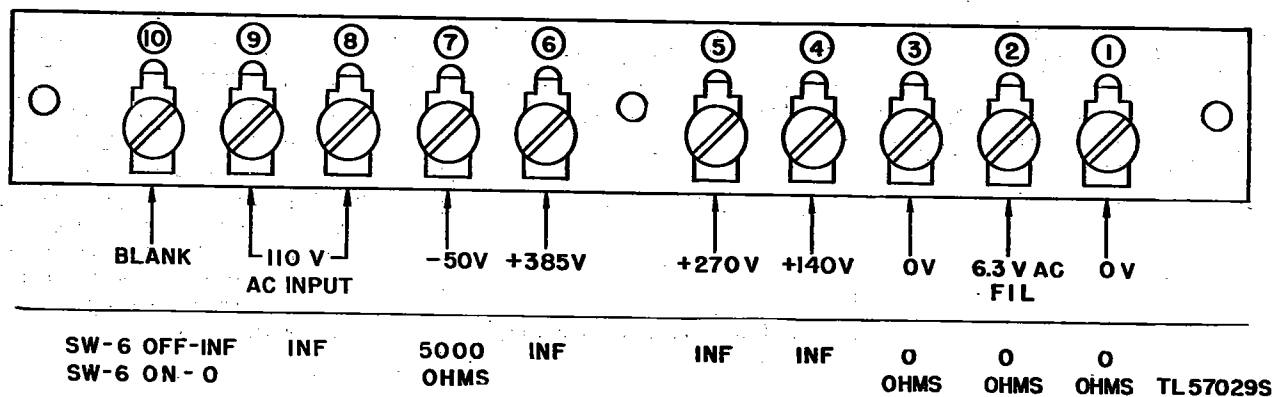 10 9 8 7 6 5 4 3 2 1
BLANK 110 V AC INPUT -50V +385V +270V +140V 0V 6.3 V AC FIL 0V
SW-6 OFF-INF INF 5000 OHMS INF INF INF 0 OHMS 0 OHMS 0 OHMS
SW-6 ON-0
TL57029S